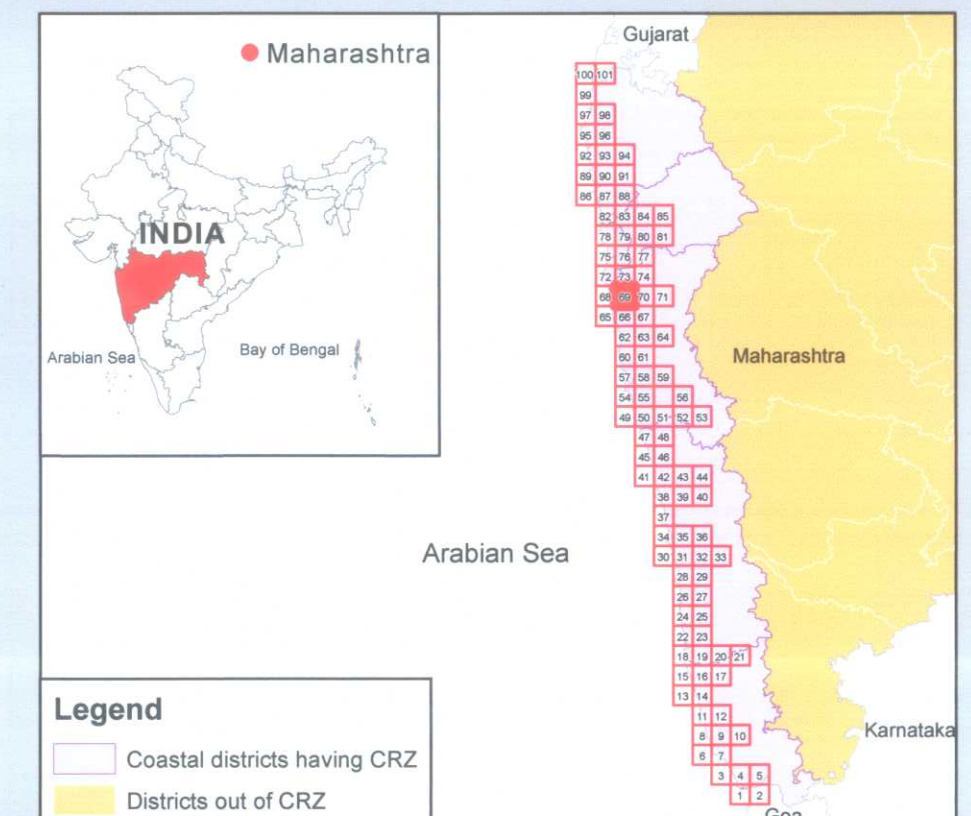 Maharashtra
INDIA
Arabian Sea
Bay of Bengal
Gujarat
100 101
99
97 98
95 96
92 93 94
89 90 91
86 87 88
82 83 84 85
78 79 80 81
75 76 77
72 73 74
68 69 70 71
65 66 67
62 63 64
60 61
57 58 59
54 55 56
49 50 51 52 53
47 48
45 46
41 42 43 44
38 39 40
37
34 35 36
30 31 32 33
28 29
26 27
24 25
22 23
18 19 20 21
15 16 17
13 14
11 12
8 9 10
6 7
3 4 5
1 2
Maharashtra
Arabian Sea
Karnataka
Goa
Legend
Coastal districts having CRZ
Districts out of CRZ